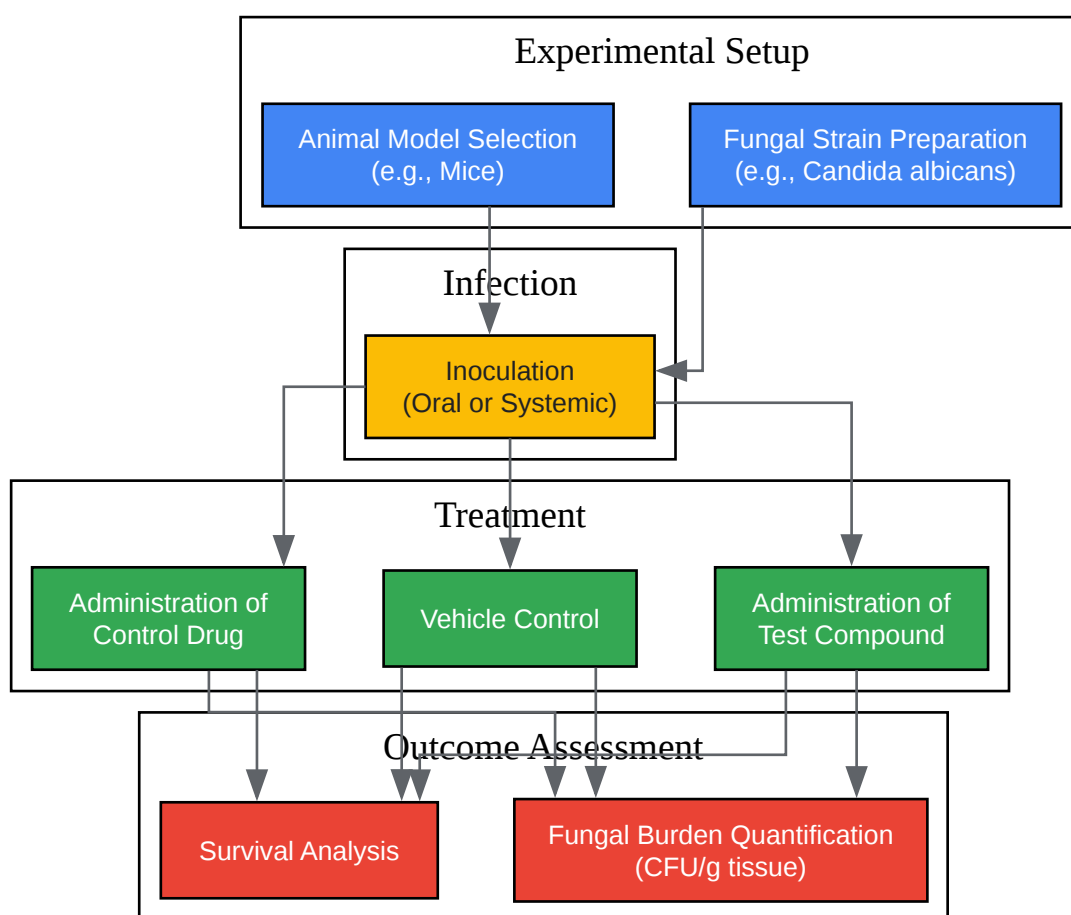 Experimental Setup
Animal Model Selection
(e.g., Mice)
Fungal Strain Preparation
(e.g., Candida albicans)
Infection
Inoculation
(Oral or Systemic)
Treatment
Administration of
Control Drug
Vehicle Control
Administration of
Test Compound
Outcome Assessment
Survival Analysis
Fungal Burden Quantification
(CFU/g tissue)